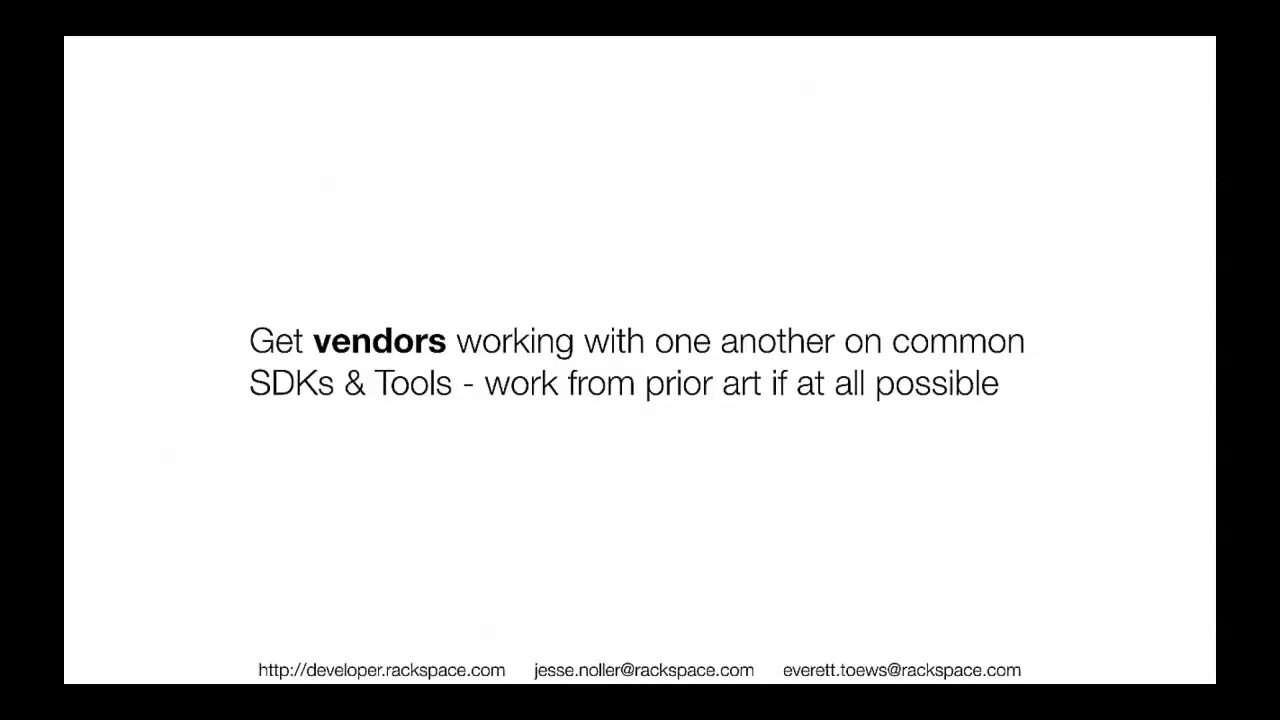 Get vendors working with one another on common
SDKs & Tools - work from prior art if at all possible
http://developer.rackspace.com jesse.noller@rackspace.com everett.toews@rackspace.com